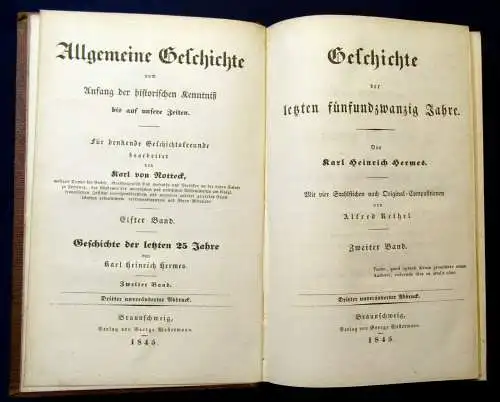 Allgemeine Geschichte
vom
Anfang der historischen Kenntniß
bis auf unsere Zeiten.
Für denkende Geschichtsfreunde
bearbeitet
von
Karl von Rotteck,
Elfter Band.
Geschichte der letzten 25 Jahre
von
Karl Heinrich Hermes.
Zweiter Band.
Dritter unveränderter Abdruck.
Braunschweig,
Verlag von George Westermann.
1845.
Geschichte
der
letzten fünfundzwanzig Jahre.
Von
Karl Heinrich Hermes.
Mit vier Stahlstichen nach Original-Compositionen
von
Alfred Rethel.
Zweiter Band.
Dritter unveränderter Abdruck.
Braunschweig,
Verlag von George Westermann.
1845.